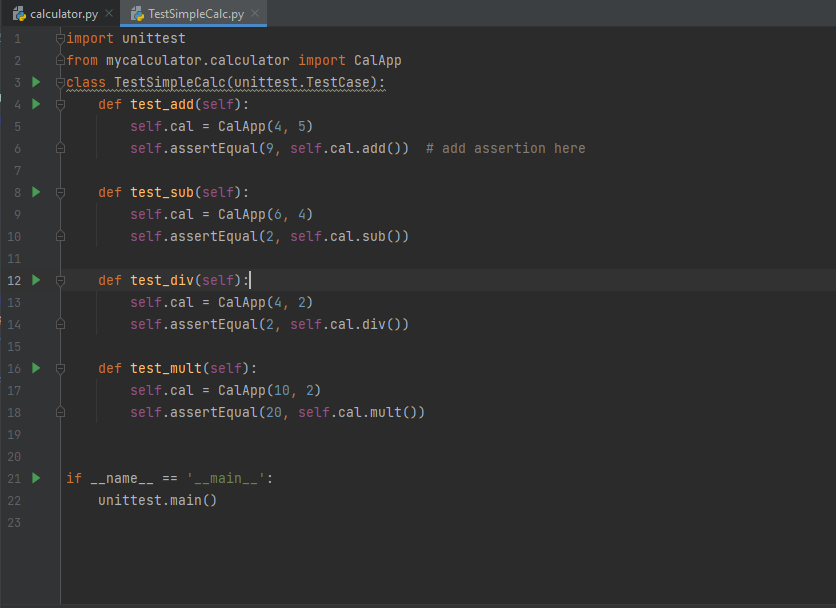 calculator.py
TestSimpleCalc.py
1 import unittest
2 from mycalculator.calculator import CalApp
3 class TestSimpleCalc(unittest.TestCase):
4     def test_add(self):
5         self.cal = CalApp(4, 5)
6         self.assertEqual(9, self.cal.add())  # add assertion here
7
8     def test_sub(self):
9         self.cal = CalApp(6, 4)
10         self.assertEqual(2, self.cal.sub())
11
12     def test_div(self):
13         self.cal = CalApp(4, 2)
14         self.assertEqual(2, self.cal.div())
15
16     def test_mult(self):
17         self.cal = CalApp(10, 2)
18         self.assertEqual(20, self.cal.mult())
19
20
21 if __name__ == '__main__':
22     unittest.main()
23